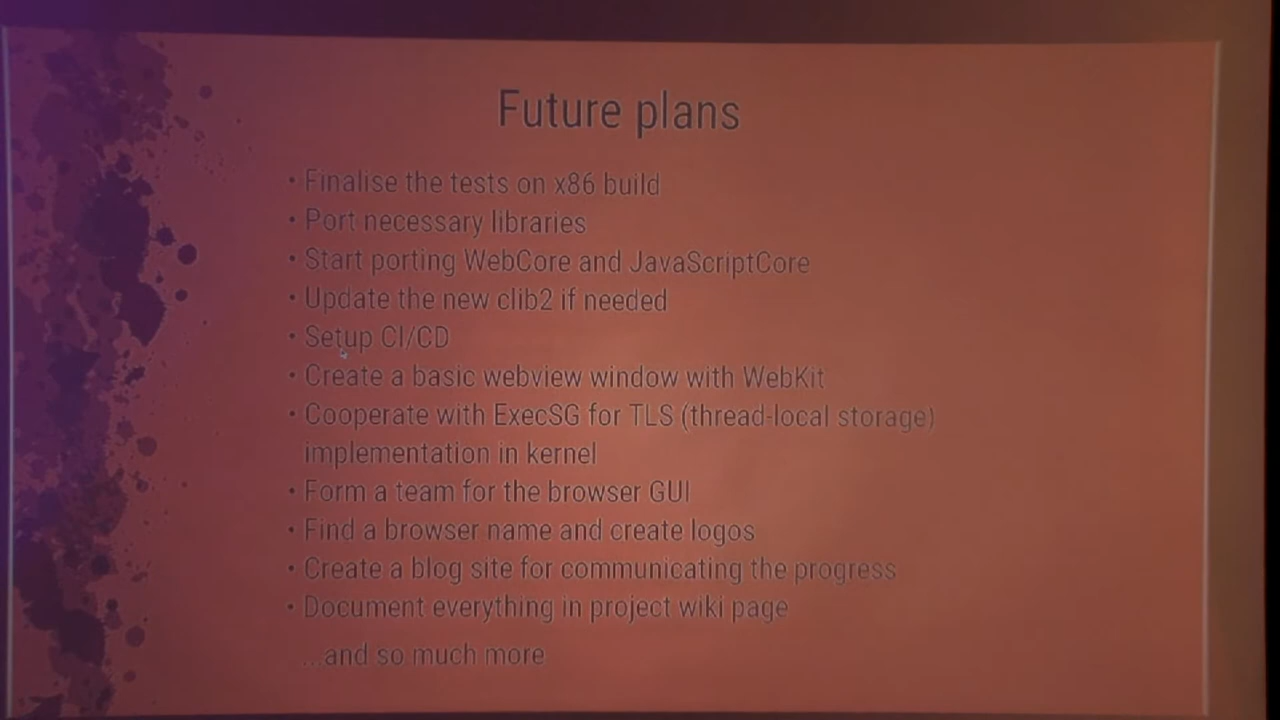 Future plans
• Finalise the tests on x86 build
• Port necessary libraries
• Start porting WebCore and JavaScriptCore
• Update the new clib2 if needed
• Setup CI/CD
• Create a basic webview window with WebKit
• Cooperate with ExecSG for TLS (thread-local storage)
implementation in kernel
• Form a team for the browser GUI
• Find a browser name and create logos
• Create a blog site for communicating the progress
• Document everything in project wiki page
...and so much more